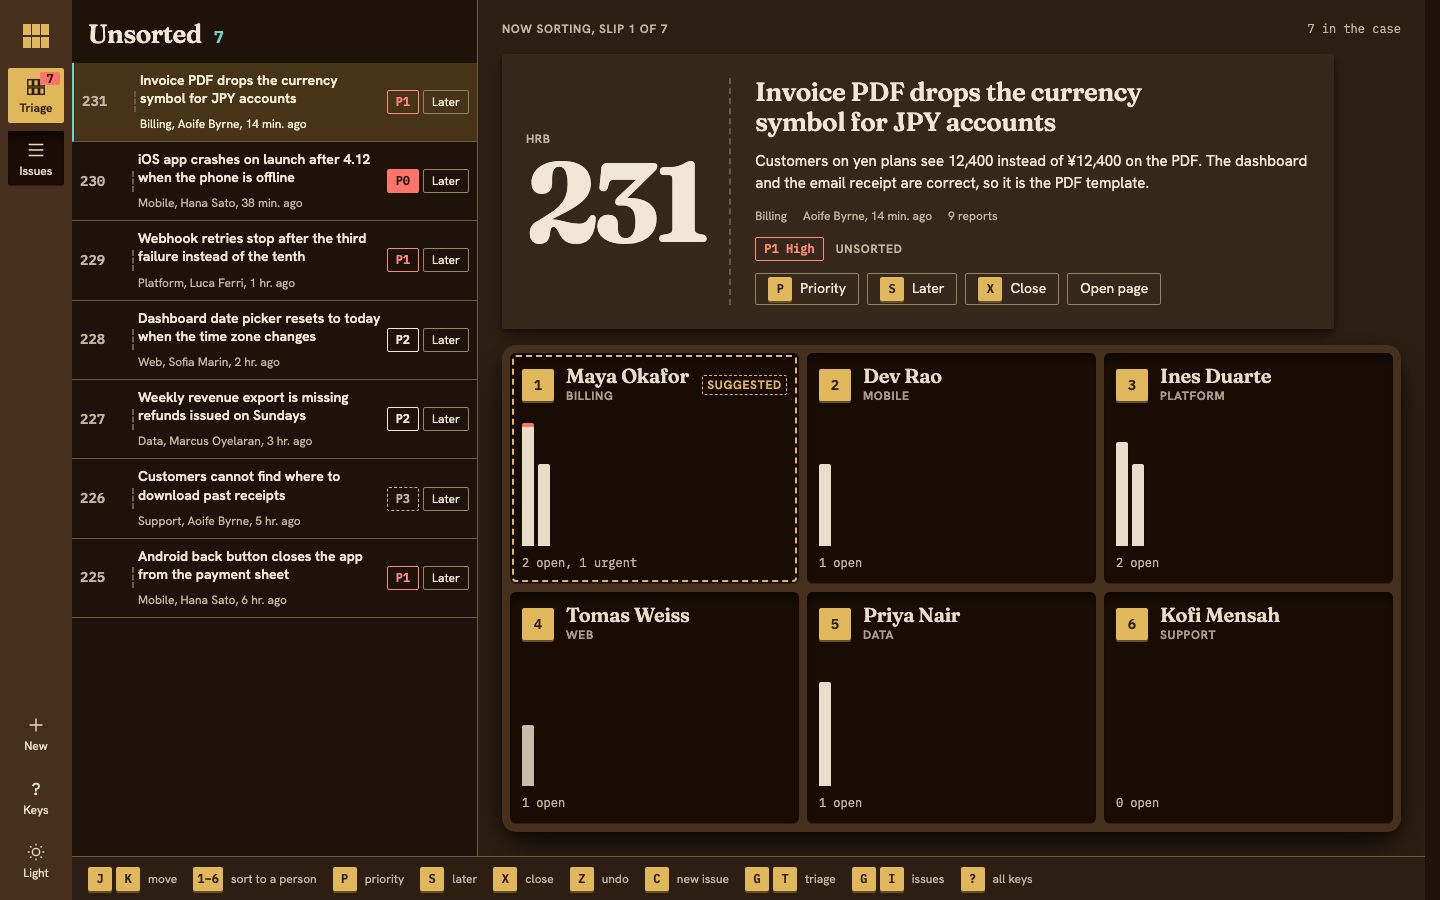 7
Triage
Issues
New
?
Keys
Light
Unsorted 7
231
Invoice PDF drops the currency
symbol for JPY accounts
Billing, Aoife Byrne, 14 min. ago
P1
Later
230
iOS app crashes on launch after 4.12
when the phone is offline
Mobile, Hana Sato, 38 min. ago
P0
Later
229
Webhook retries stop after the third
failure instead of the tenth
Platform, Luca Ferri, 1 hr. ago
P1
Later
228
Dashboard date picker resets to today
when the time zone changes
Web, Sofia Marin, 2 hr. ago
P2
Later
227
Weekly revenue export is missing
refunds issued on Sundays
Data, Marcus Oyelaran, 3 hr. ago
P2
Later
226
Customers cannot find where to
download past receipts
Support, Aoife Byrne, 5 hr. ago
P3
Later
225
Android back button closes the app
from the payment sheet
Mobile, Hana Sato, 6 hr. ago
P1
Later
NOW SORTING, SLIP 1 OF 7
7 in the case
HRB
231
Invoice PDF drops the currency
symbol for JPY accounts
Customers on yen plans see 12,400 instead of ¥12,400 on the PDF. The dashboard
and the email receipt are correct, so it is the PDF template.
Billing Aoife Byrne, 14 min. ago 9 reports
P1 High UNSORTED
P Priority S Later X Close Open page
1 Maya Okafor SUGGESTED
BILLING
2 open, 1 urgent
2 Dev Rao
MOBILE
1 open
3 Ines Duarte
PLATFORM
2 open
4 Tomas Weiss
WEB
1 open
5 Priya Nair
DATA
1 open
6 Kofi Mensah
SUPPORT
0 open
J K move 1–6 sort to a person P priority S later X close Z undo C new issue G T triage G I issues ? all keys